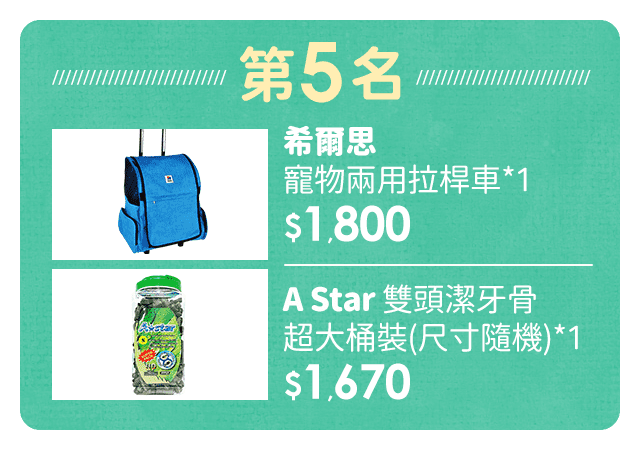 第5名
希爾思
寵物兩用拉桿車*1
$1,800
A Star 雙頭潔牙骨
超大桶裝(尺寸隨機)*1
$1,670